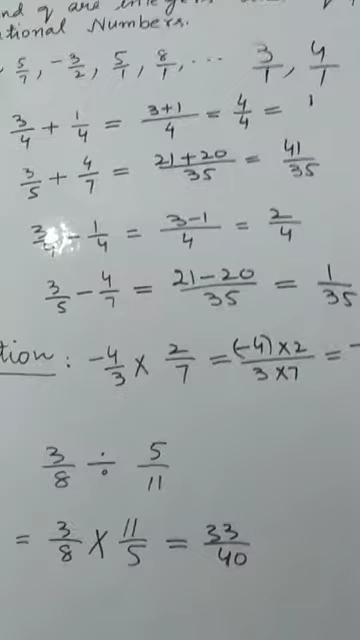 nd q are
tional Numbers.
5/7, -3/2, 5/1, 8/1, ... 3/1, 4/1
3/4 + 1/4 = 3+1/4 = 4/4 = 1
3/5 + 4/7 = 21+20/35 = 41/35
3/4 - 1/4 = 3-1/4 = 2/4
3/5 - 4/7 = 21-20/35 = 1/35
tion: -4/3 × 2/7 = (-4)×2/3×7 = -
3/8 ÷ 5/11
= 3/8 × 11/5 = 33/40